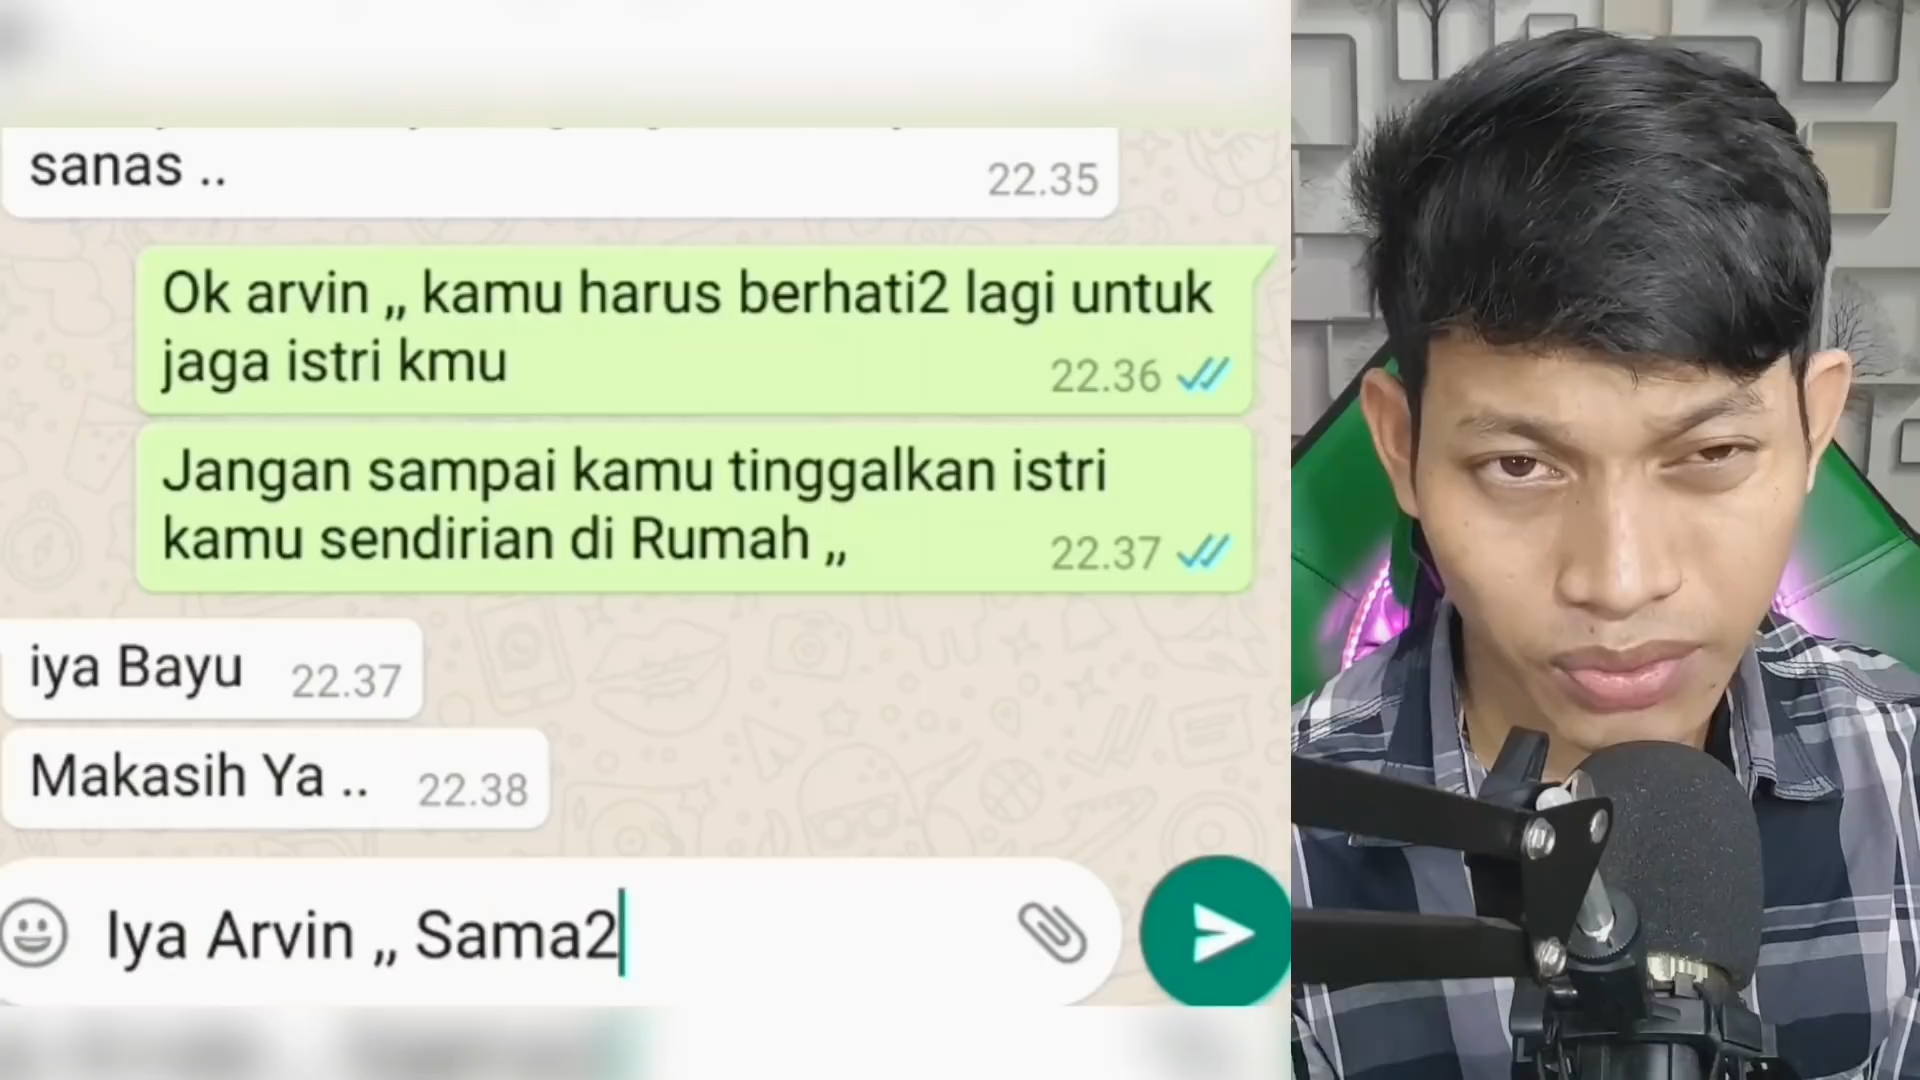 sanas ..
22.35
Ok arvin ,, kamu harus berhati2 lagi untuk
jaga istri kmu
22.36
Jangan sampai kamu tinggalkan istri
kamu sendirian di Rumah ,,
22.37
iya Bayu
22.37
Makasih Ya ..
22.38
Iya Arvin ,, Sama2